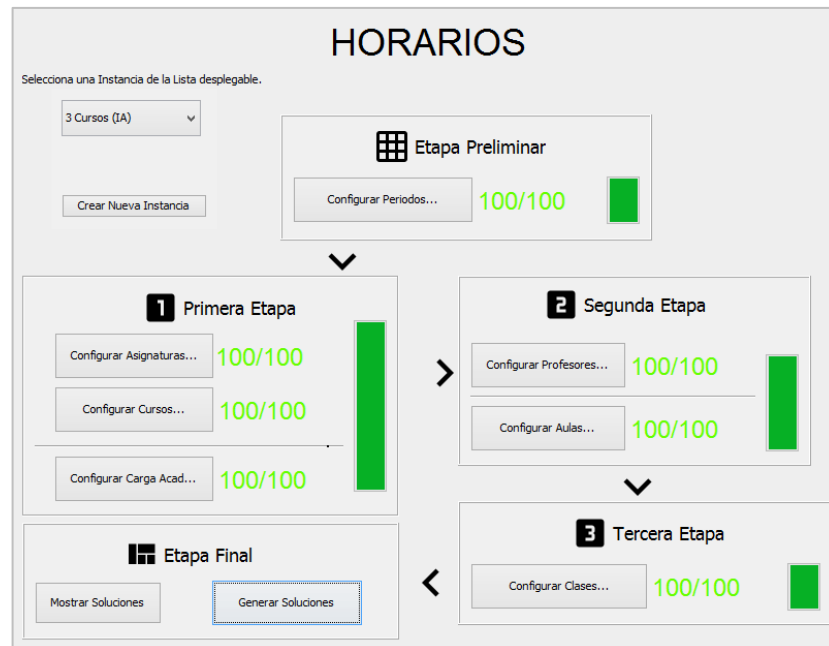 HORARIOS
Selecciona una Instancia de la Lista desplegable.
3 Cursos (IA)
Crear Nueva Instancia
Etapa Preliminar
Configurar Periodos...
100/100
1 Primera Etapa
Configurar Asignaturas...
100/100
Configurar Cursos...
100/100
Configurar Carga Acad...
100/100
2 Segunda Etapa
Configurar Profesores...
100/100
Configurar Aulas...
100/100
3 Tercera Etapa
Configurar Clases...
100/100
Etapa Final
Mostrar Soluciones
Generar Soluciones